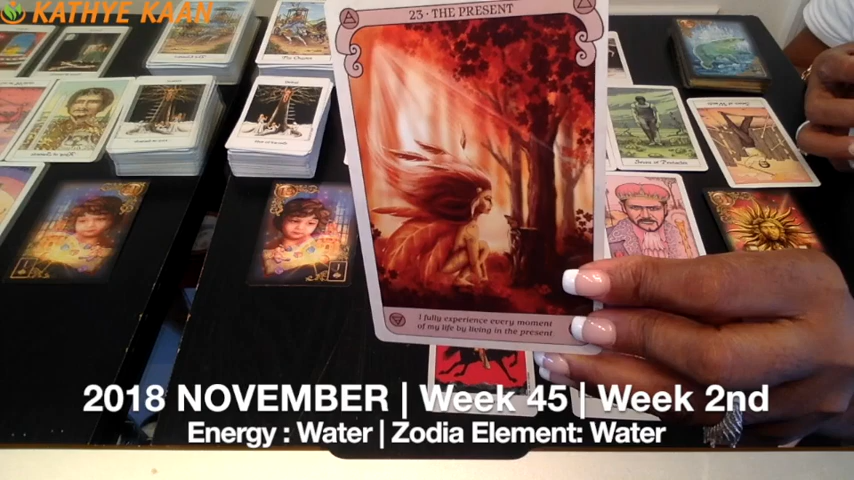 KATHYE KAAN
23 · THE PRESENT
I fully experience every moment
of my life by living in the present.
2018 NOVEMBER | Week 45 | Week 2nd
Energy : Water | Zodia Element: Water